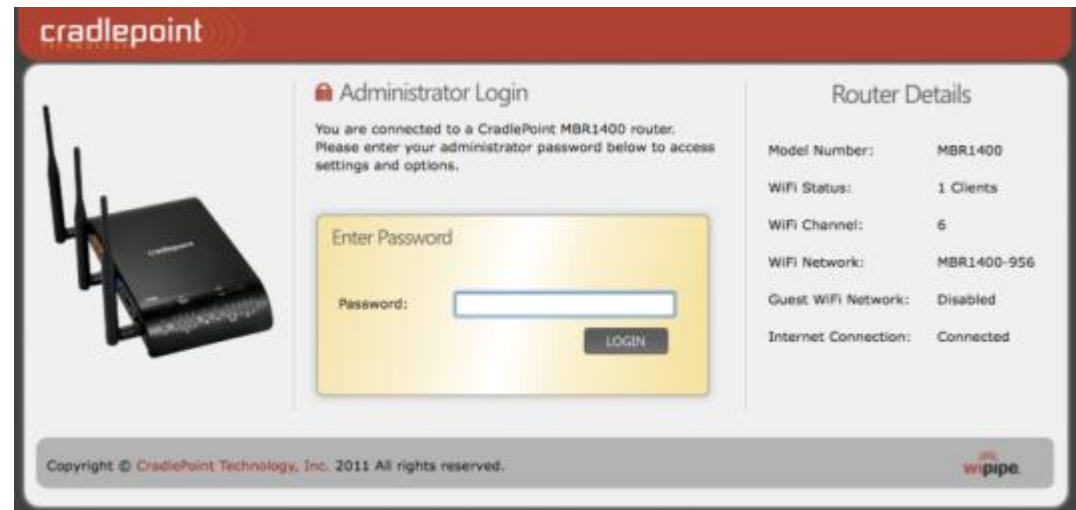 cradlepoint
Administrator Login
You are connected to a CradlePoint MBR1400 router.
Please enter your administrator password below to access
settings and options.
Enter Password
Password:
LOGIN
Router Details
Model Number: MBR1400
WiFi Status: 1 Clients
WiFi Channel: 6
WiFi Network: MBR1400-956
Guest WiFi Network: Disabled
Internet Connection: Connected
cradlepoint
Copyright © CradlePoint Technology, Inc. 2011 All rights reserved.
wipipe